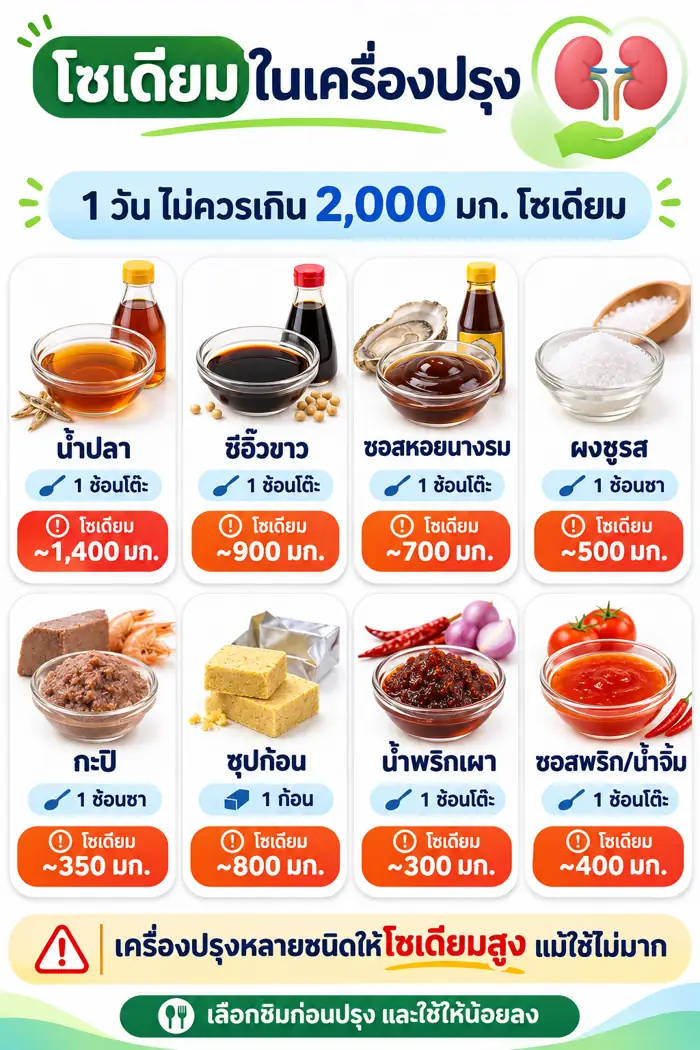 โซเดียม ในเครื่องปรุง
1 วัน ไม่ควรเกิน 2,000 มก. โซเดียม
น้ำปลา
1 ช้อนโต๊ะ
โซเดียม
~1,400 มก.
ซีอิ๊วขาว
1 ช้อนโต๊ะ
โซเดียม
~900 มก.
ซอสหอยนางรม
1 ช้อนโต๊ะ
โซเดียม
~700 มก.
ผงชูรส
1 ช้อนชา
โซเดียม
~500 มก.
กะปิ
1 ช้อนชา
โซเดียม
~350 มก.
ซุปก้อน
1 ก้อน
โซเดียม
~800 มก.
น้ำพริกเผา
1 ช้อนโต๊ะ
โซเดียม
~300 มก.
ซอสพริก/น้ำจิ้ม
1 ช้อนโต๊ะ
โซเดียม
~400 มก.
เครื่องปรุงหลายชนิดให้โซเดียมสูง แม้ใช้ไม่มาก
เลือกชิมก่อนปรุง และใช้ให้น้อยลง